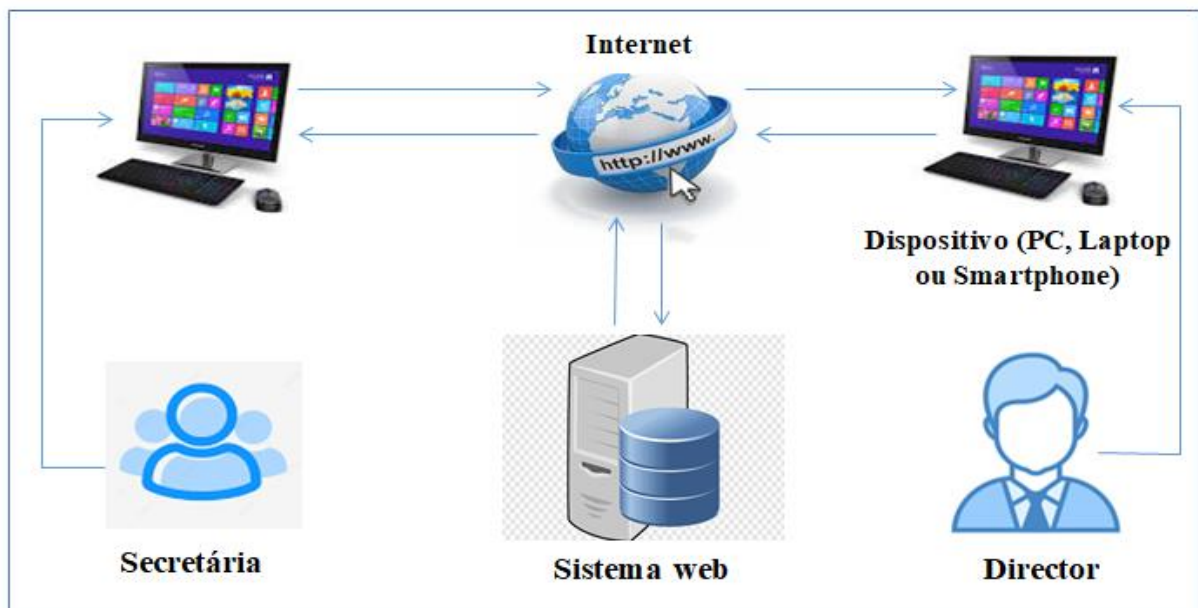 Internet
http://www.
Dispositivo (PC, Laptop
ou Smartphone)
Secretária
Sistema web
Director